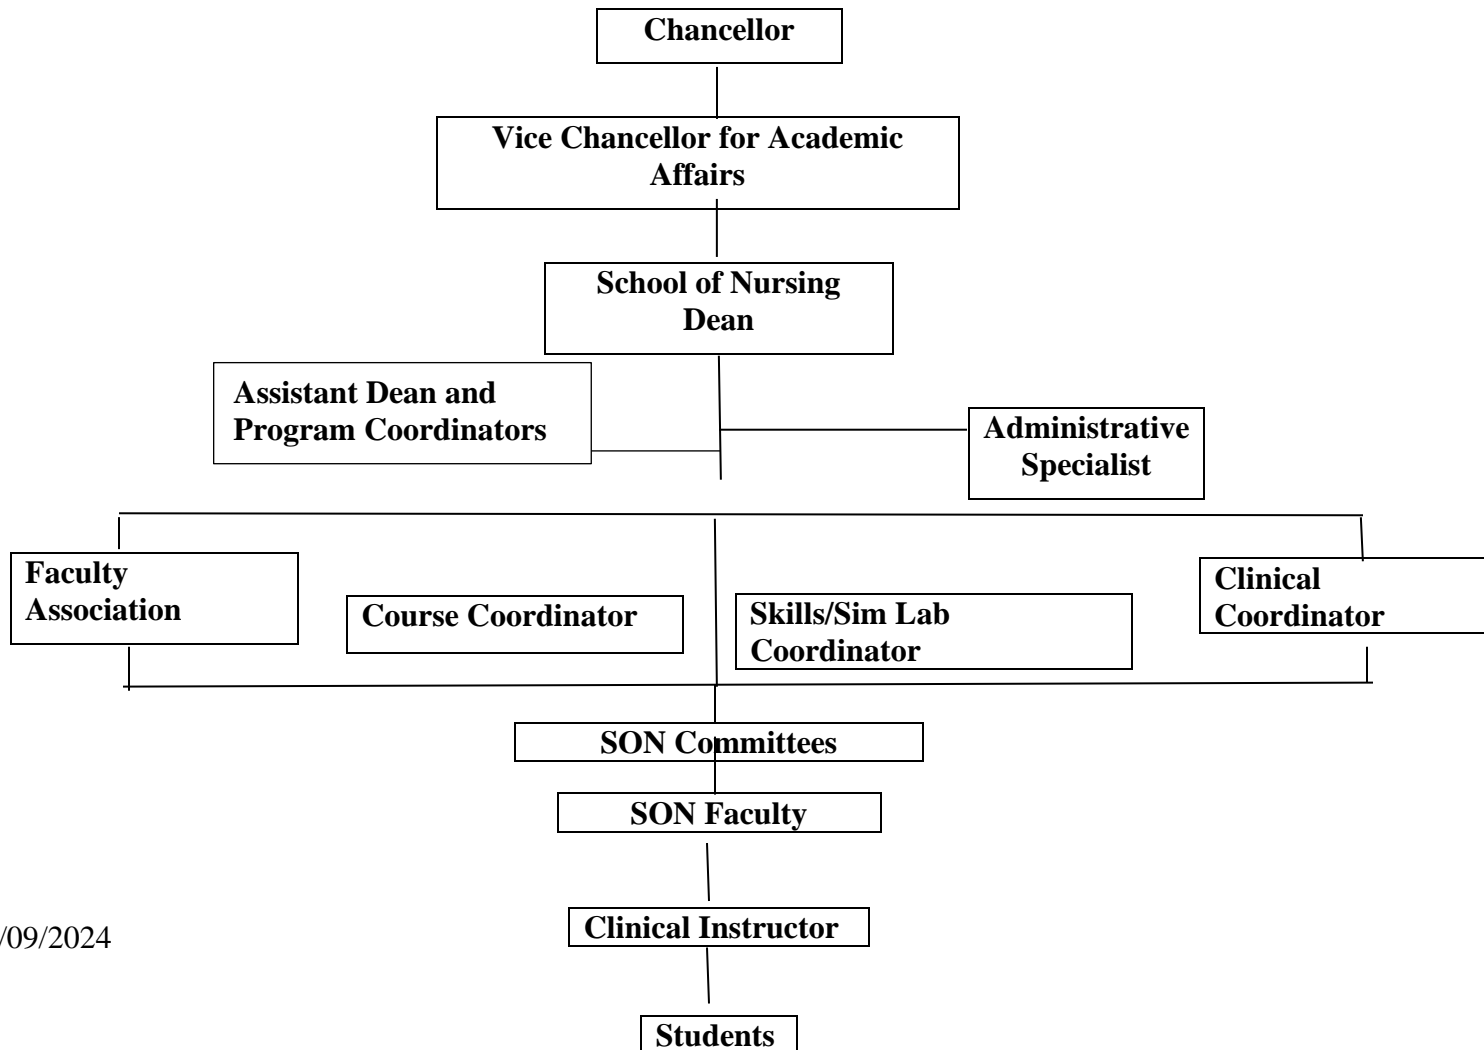 Chancellor
Vice Chancellor for Academic
Affairs
School of Nursing
Dean
Assistant Dean and
Program Coordinators
Administrative
Specialist
Faculty
Association
Course Coordinator
Skills/Sim Lab
Coordinator
Clinical
Coordinator
SON Committees
SON Faculty
Clinical Instructor
/09/2024
Students